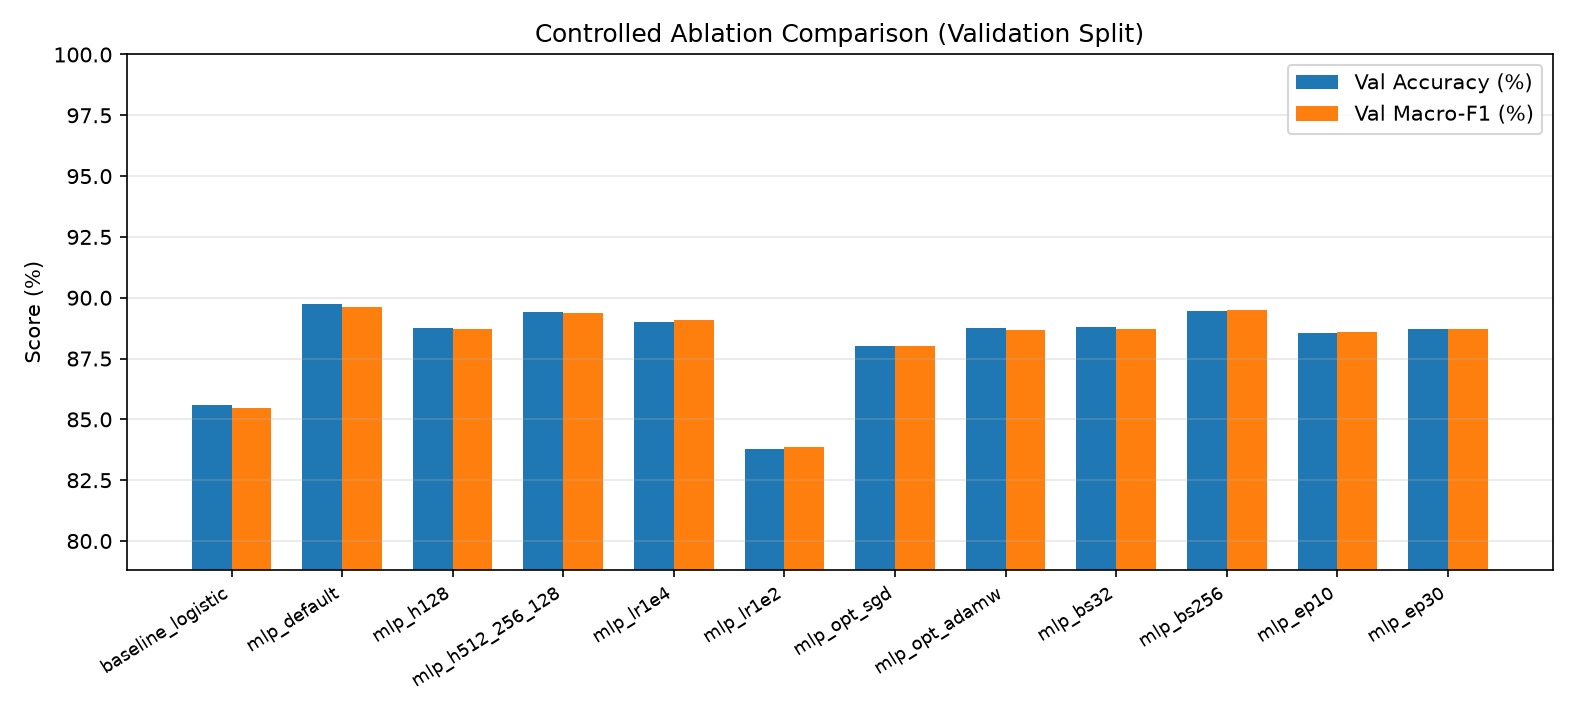 Controlled Ablation Comparison (Validation Split)
100.0
97.5
95.0
92.5
90.0
87.5
85.0
82.5
80.0
Score (%)
Val Accuracy (%)
Val Macro-F1 (%)
baseline_logistic
mlp_default
mlp_h128
mlp_h512_256_128
mlp_lr1e4
mlp_lr1e2
mlp_opt_sgd
mlp_opt_adamw
mlp_bs32
mlp_bs256
mlp_ep10
mlp_ep30